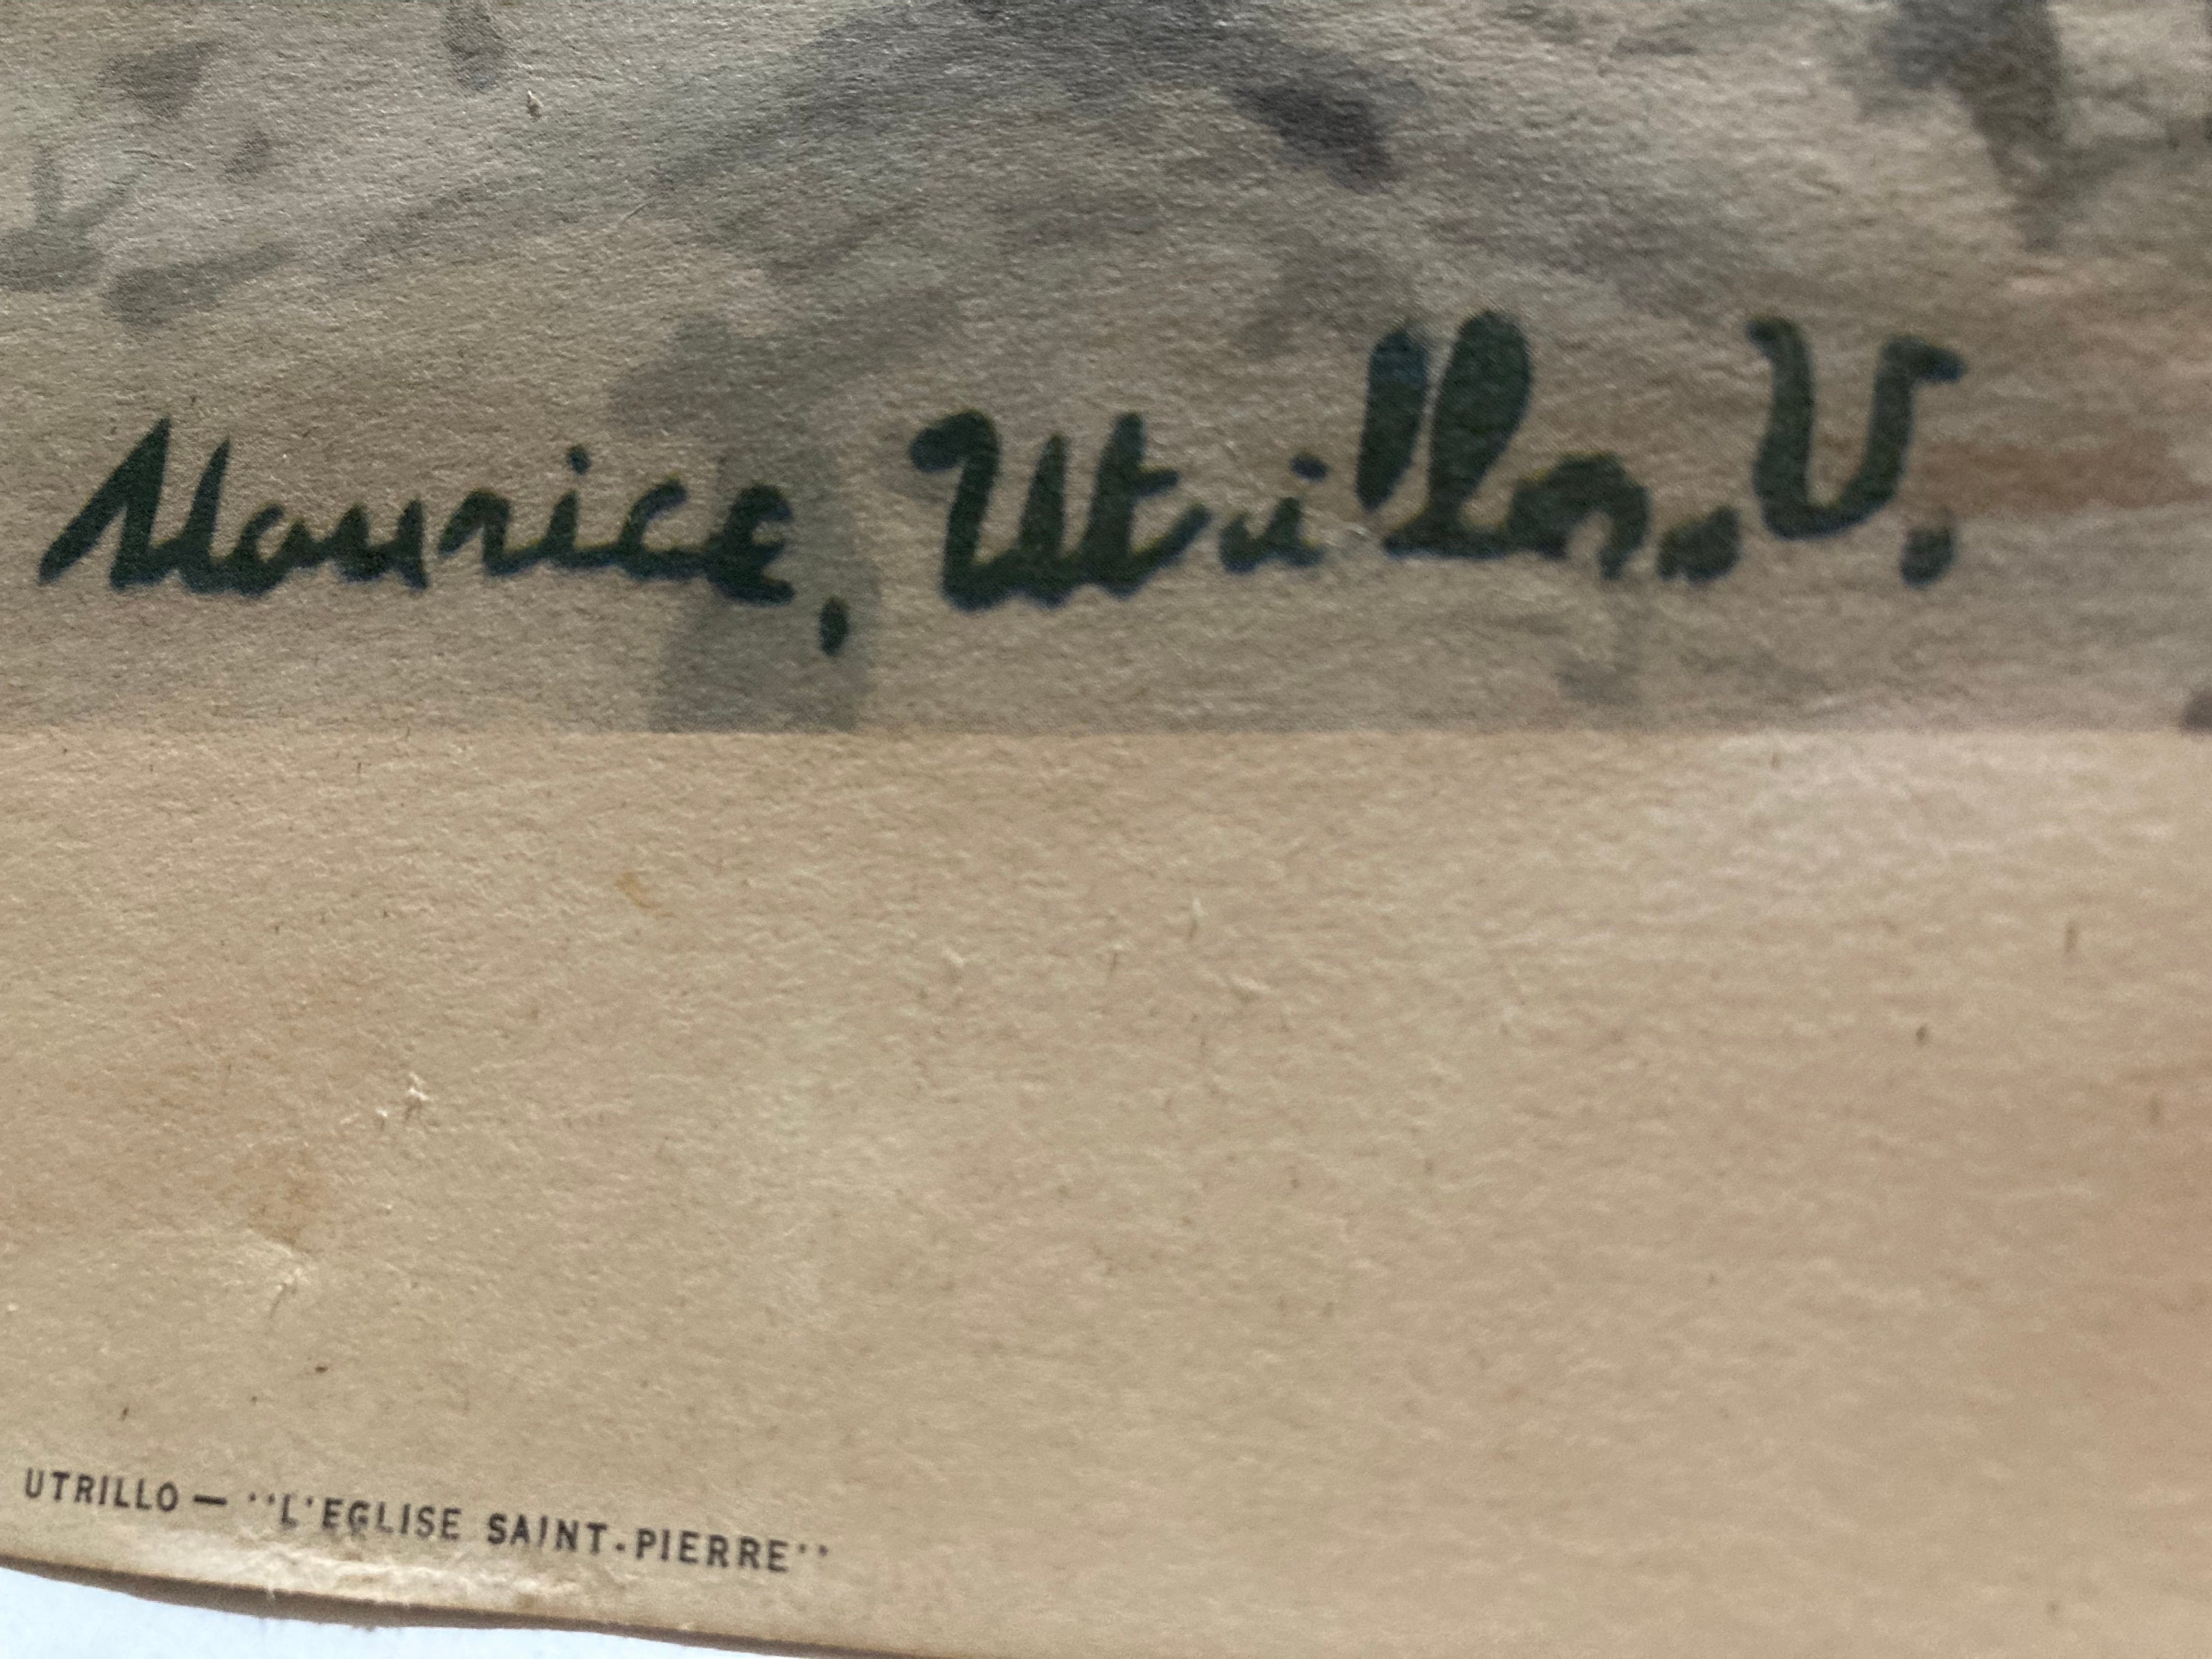 Maurice, Utrillo, V.
UTRILLO — "L'EGLISE SAINT-PIERRE"